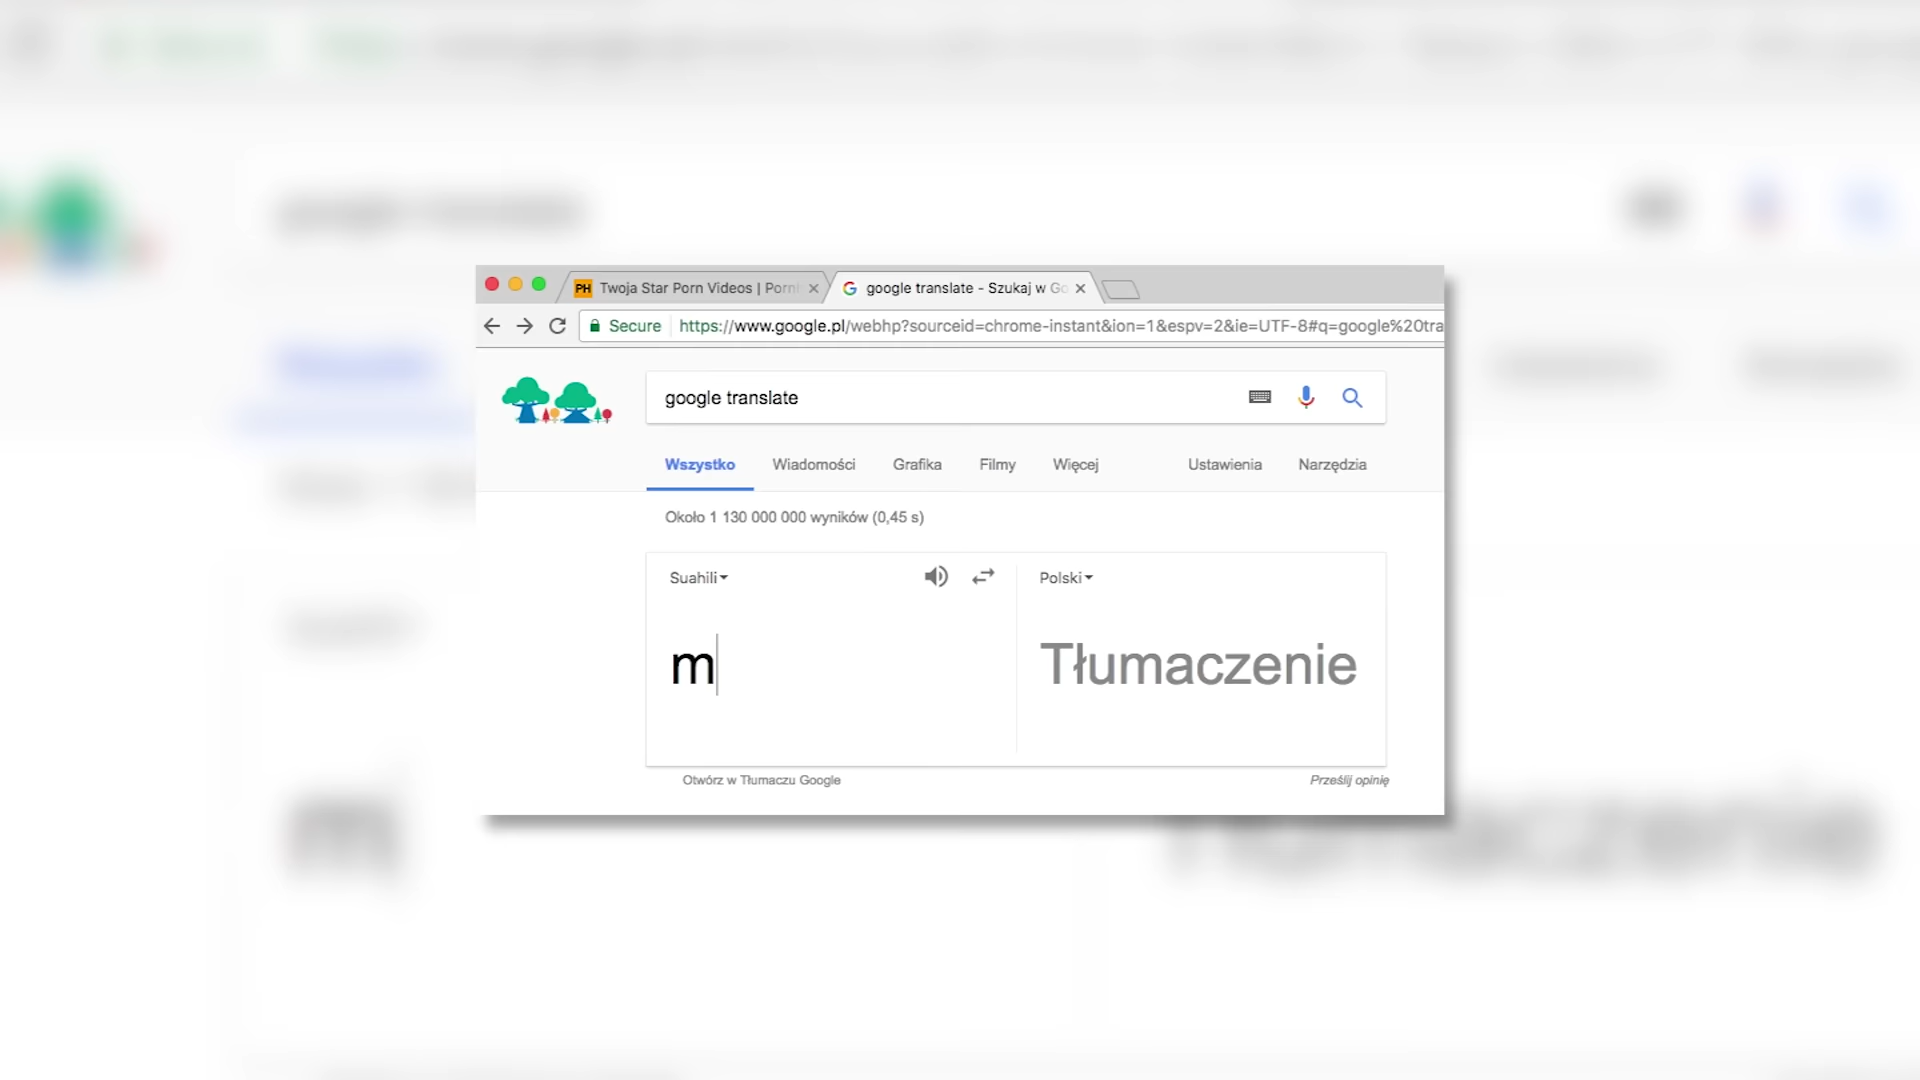 PH Twoja Star Porn Videos | Porn
google translate - Szukaj w Go
Secure https://www.google.pl/webhp?sourceid=chrome-instant&ion=1&espv=2&ie=UTF-8#q=google%20tra
google translate
Wszystko Wiadomości Grafika Filmy Więcej Ustawienia Narzędzia
Około 1 130 000 000 wyników (0,45 s)
Suahili Polski
m Tłumaczenie
Otwórz w Tłumaczu Google Prześlij opinię